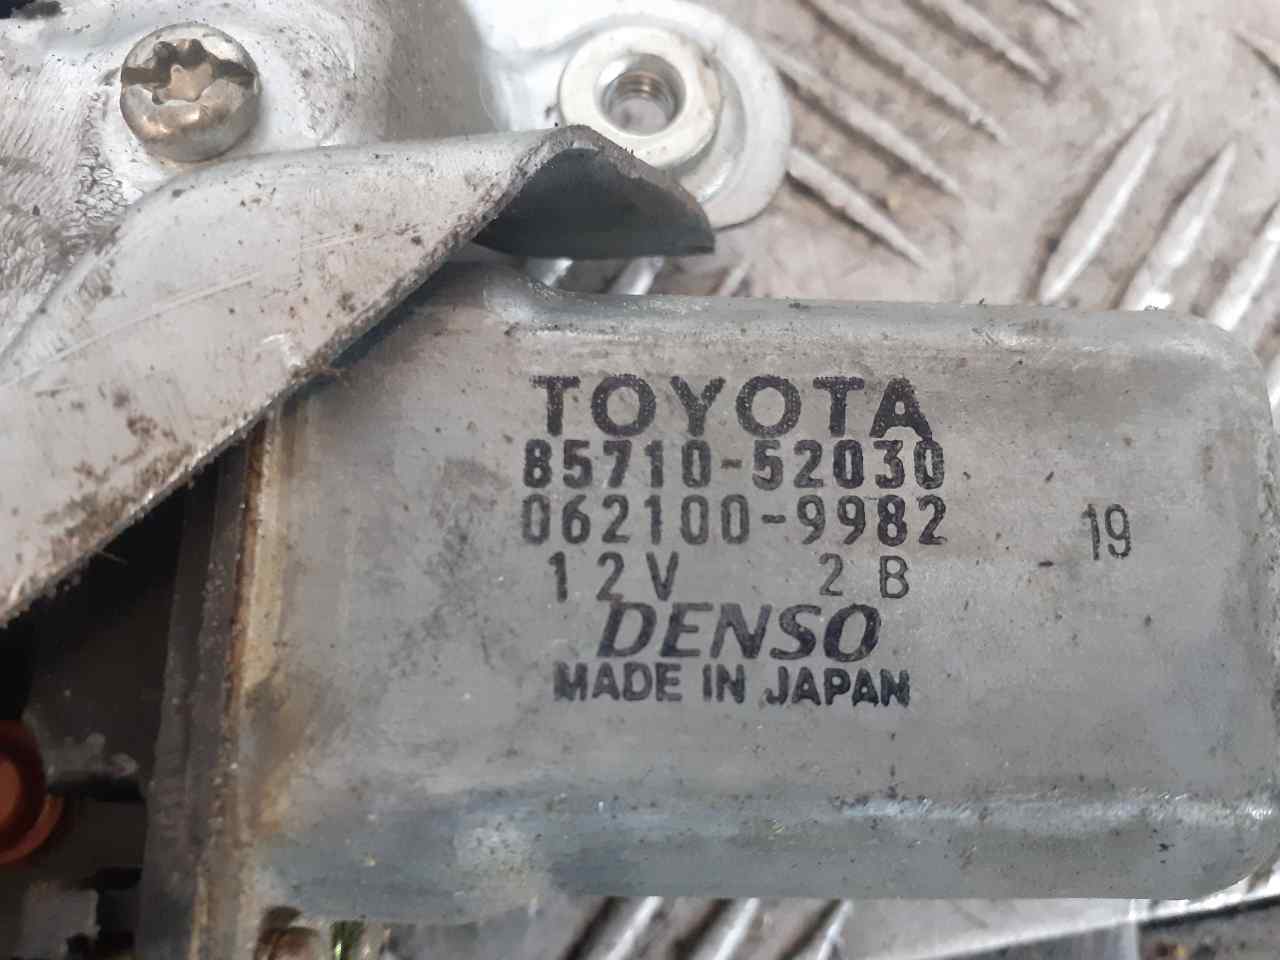 TOYOTA
85710-52030
062100-9982
19
12V 2B
DENSO
MADE IN JAPAN